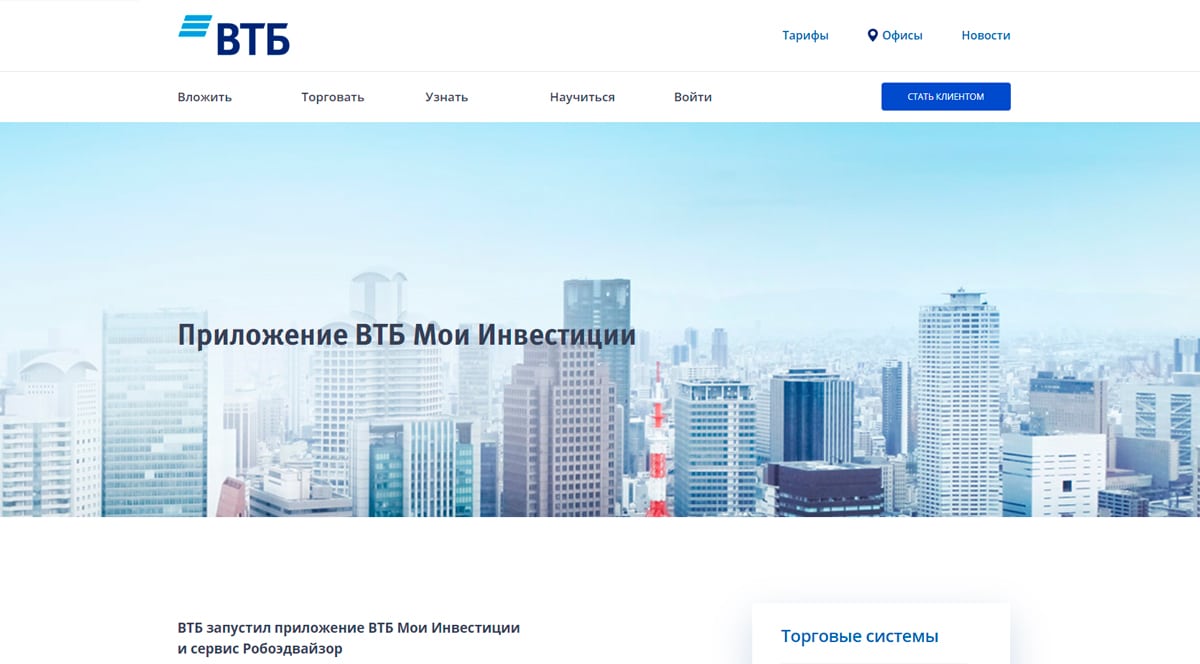 ВТБ
Тарифы
Офисы
Новости
Вложить
Торговать
Узнать
Научиться
Войти
СТАТЬ КЛИЕНТОМ
Приложение ВТБ Мои Инвестиции
ВТБ запустил приложение ВТБ Мои Инвестиции
и сервис Робоэдвайзор
Торговые системы